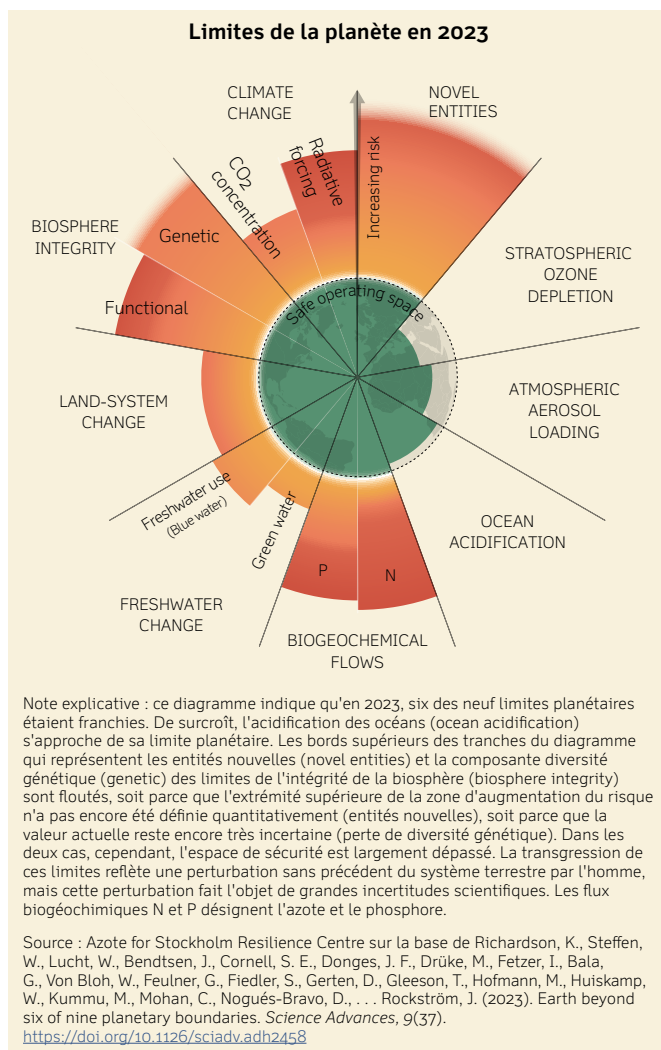 Limites de la planète en 2023
CLIMATE
CHANGE
NOVEL
ENTITIES
Increasing risk
Radiative
forcing
CO2
concentration
BIOSPHERE
INTEGRITY
Genetic
Functional
Safe operating space
STRATOSPHERIC
OZONE
DEPLETION
LAND-SYSTEM
CHANGE
ATMOSPHERIC
AEROSOL
LOADING
Freshwater use
(Blue water)
Green water
OCEAN
ACIDIFICATION
P
N
FRESHWATER
CHANGE
BIOGEOCHEMICAL
FLOWS
Note explicative : ce diagramme indique qu'en 2023, six des neuf limites planétaires
étaient franchies. De surcroît, l'acidification des océans (ocean acidification)
s'approche de sa limite planétaire. Les bords supérieurs des tranches du diagramme
qui représentent les entités nouvelles (novel entities) et la composante diversité
génétique (genetic) des limites de l'intégrité de la biosphère (biosphere integrity)
sont floutés, soit parce que l'extrémité supérieure de la zone d'augmentation du risque
n'a pas encore été définie quantitativement (entités nouvelles), soit parce que la
valeur actuelle reste encore très incertaine (perte de diversité génétique). Dans les
deux cas, cependant, l'espace de sécurité est largement dépassé. La transgression de
ces limites reflète une perturbation sans précédent du système terrestre par l'homme,
mais cette perturbation fait l'objet de grandes incertitudes scientifiques. Les flux
biogéochimiques N et P désignent l'azote et le phosphore.
Source : Azote for Stockholm Resilience Centre sur la base de Richardson, K., Steffen,
W., Lucht, W., Bendtsen, J., Cornell, S. E., Donges, J. F., Drüke, M., Fetzer, I., Bala,
G., Von Bloh, W., Feulner, G., Fiedler, S., Gerten, D., Gleeson, T., Hofmann, M., Huiskamp,
W., Kummu, M., Mohan, C., Nogués-Bravo, D., . . . Rockström, J. (2023). Earth beyond
six of nine planetary boundaries. Science Advances, 9(37).
https://doi.org/10.1126/sciadv.adh2458